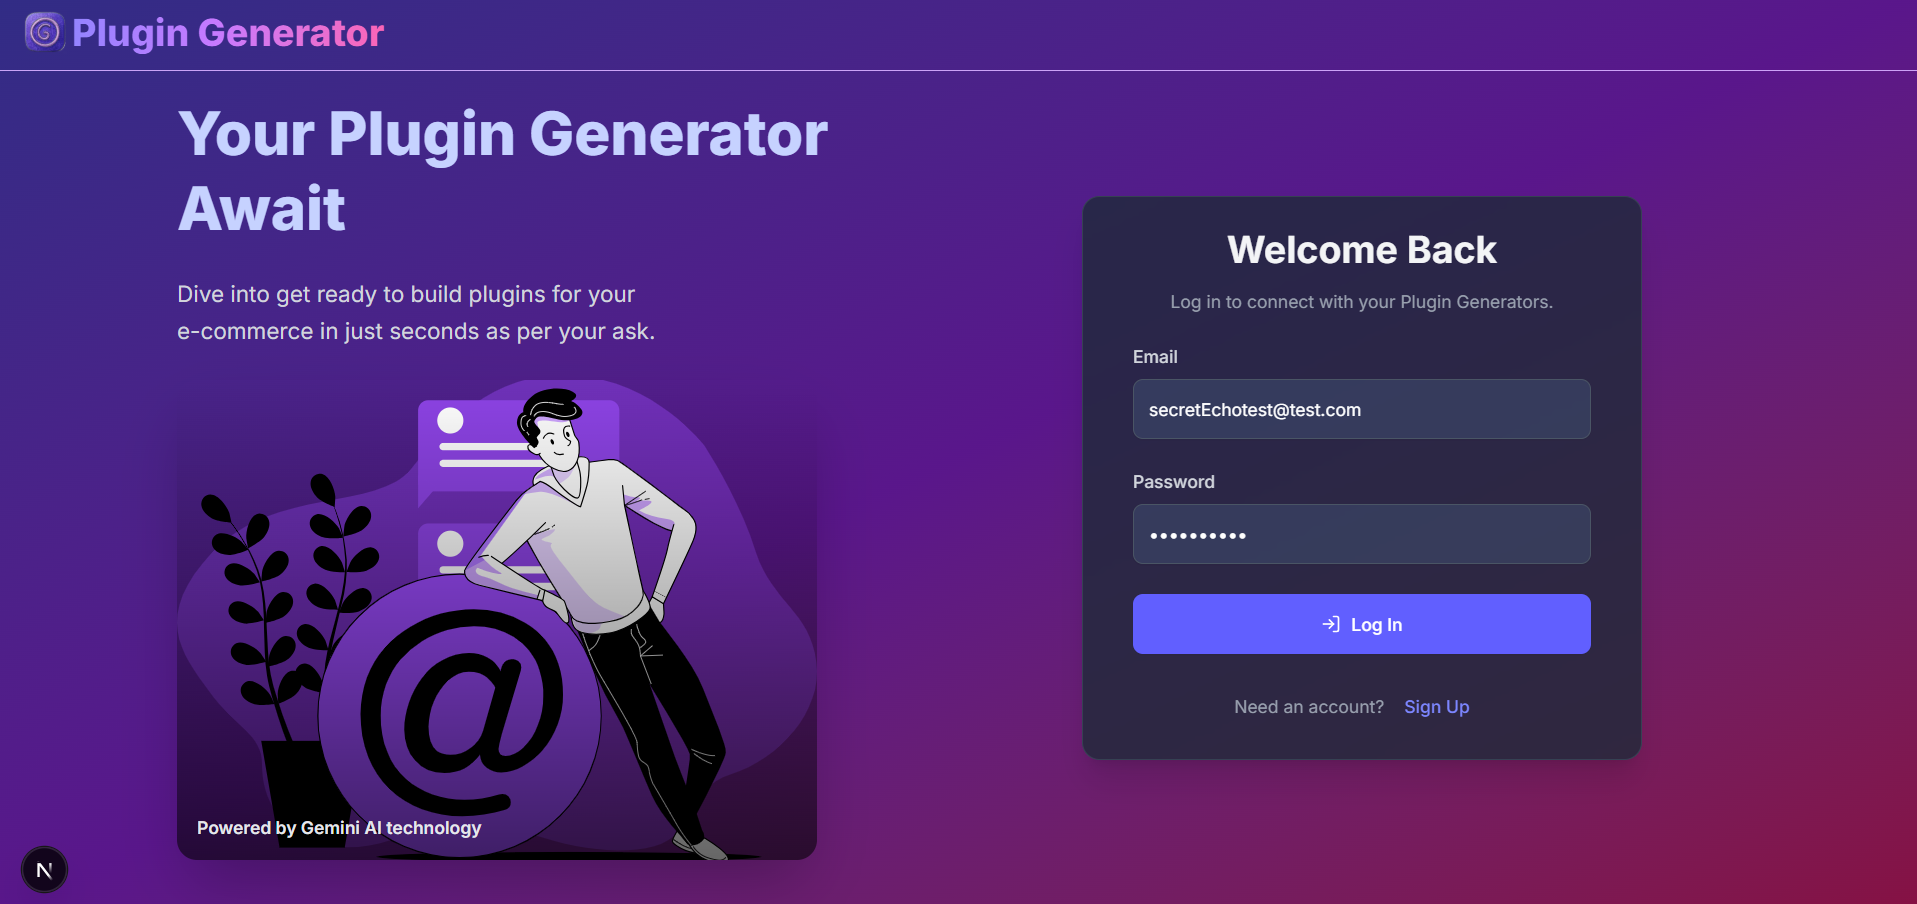 Plugin Generator
Your Plugin Generator
Await
Dive into get ready to build plugins for your
e-commerce in just seconds as per your ask.
@
Powered by Gemini AI technology
N
Welcome Back
Log in to connect with your Plugin Generators.
Email
secretEchotest@test.com
Password
••••••••••
Log In
Need an account? Sign Up